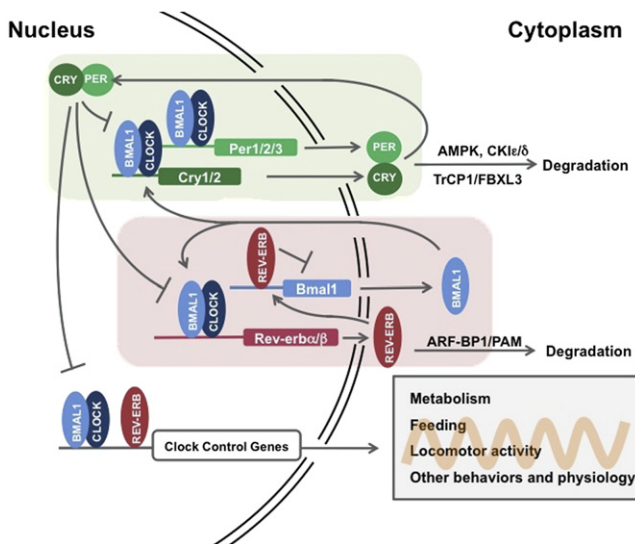 Nucleus
Cytoplasm
CRY PER
BMAL1
CLOCK
BMAL1
CLOCK
Per1/2/3
Cry1/2
PER
CRY
AMPK, CKIε/δ
TrCP1/FBXL3
Degradation
REV-ERB
Bmal1
BMAL1
BMAL1
CLOCK
Rev-erbα/β
REV-ERB
ARF-BP1/PAM
Degradation
BMAL1
CLOCK
REV-ERB
Clock Control Genes
Metabolism
Feeding
Locomotor activity
Other behaviors and physiology